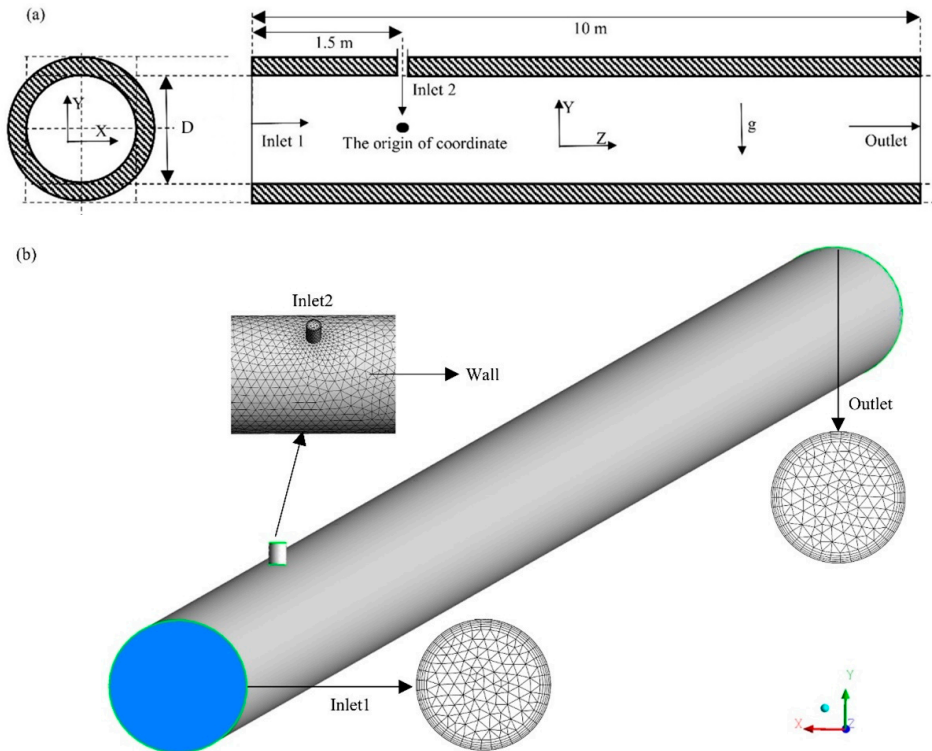 (a)
10 m
1.5 m
Inlet 2
Y
X
D
Inlet 1
The origin of coordinate
Y
Z
g
Outlet
(b)
Inlet2
Wall
Outlet
Inlet1
Y
X
Z